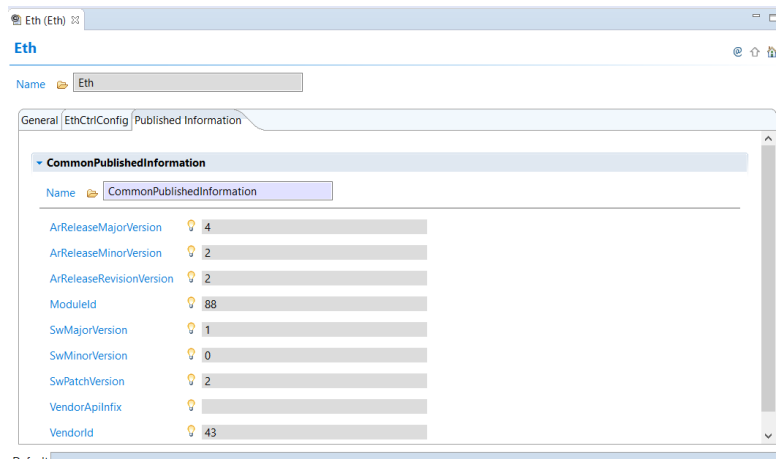 Eth (Eth)
Eth
Name Eth
General EthCtrlConfig Published Information
CommonPublishedInformation
Name CommonPublishedInformation
ArReleaseMajorVersion 4
ArReleaseMinorVersion 2
ArReleaseRevisionVersion 2
ModuleId 88
SwMajorVersion 1
SwMinorVersion 0
SwPatchVersion 2
VendorApiInfix
VendorId 43